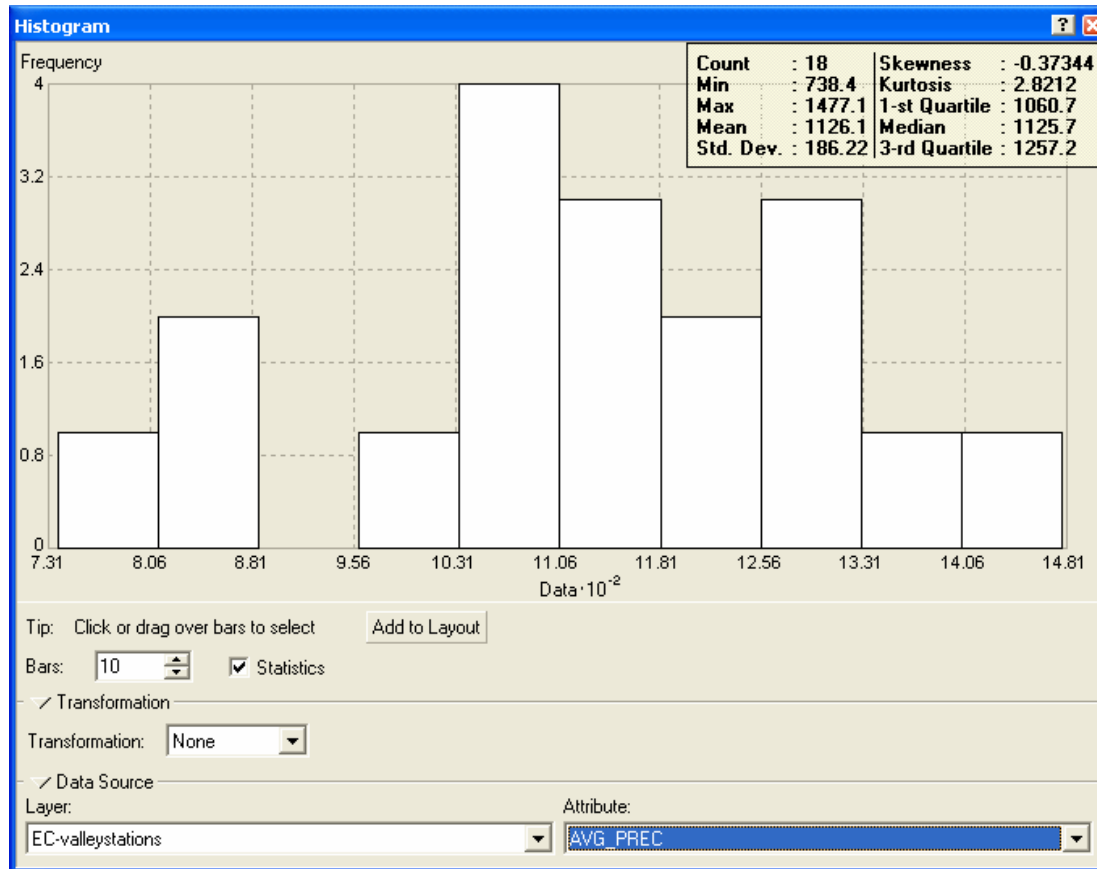 Histogram
Frequency
Count : 18 Skewness : -0.37344
Min : 738.4 Kurtosis : 2.8212
Max : 1477.1 1-st Quartile : 1060.7
Mean : 1126.1 Median : 1125.7
Std. Dev. : 186.22 3-rd Quartile : 1257.2
4
3.2
2.4
1.6
0.8
0
7.31 8.06 8.81 9.56 10.31 11.06 11.81 12.56 13.31 14.06 14.81
Data·10⁻²
Tip: Click or drag over bars to select Add to Layout
Bars: 10 Statistics
Transformation
Transformation: None
Data Source
Layer: Attribute:
EC-valleystations AVG_PREC